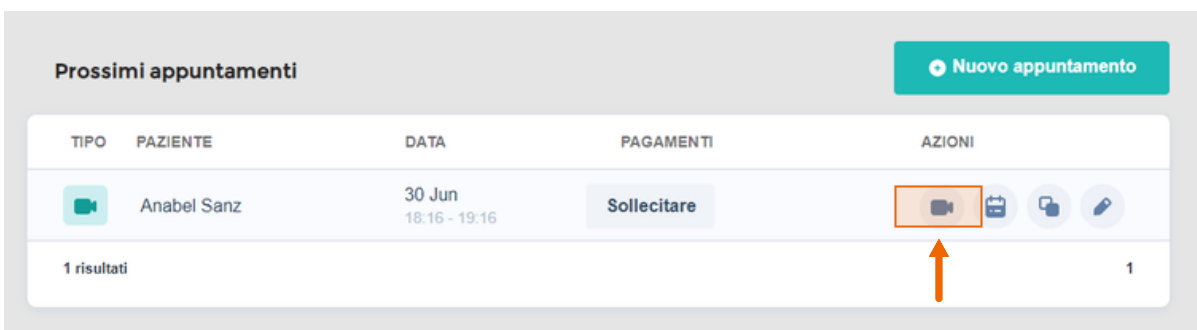 Prossimi appuntamenti
Nuovo appuntamento
TIPO PAZIENTE DATA PAGAMENTI AZIONI
Anabel Sanz 30 Jun Sollecitare
18:16 - 19:16
1 risultati 1